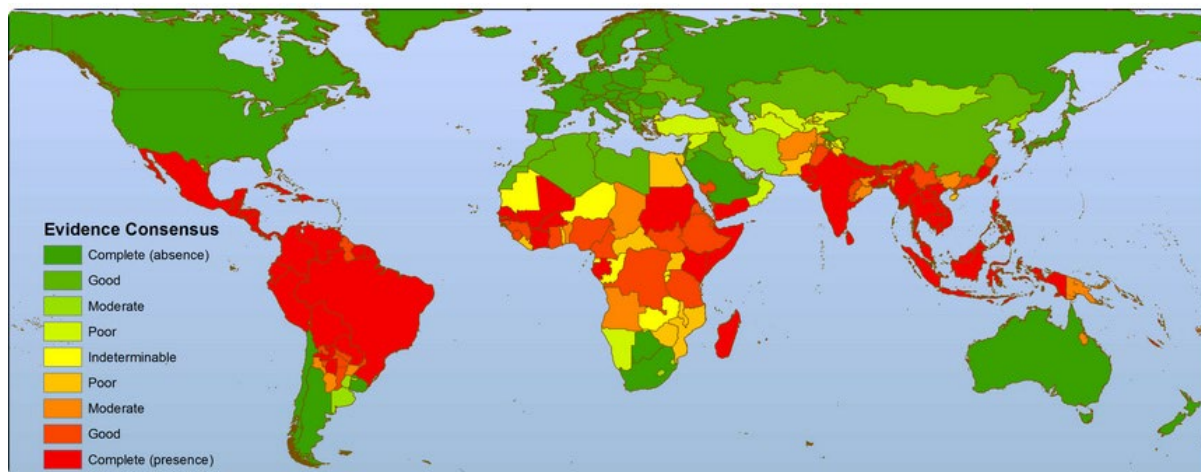 Evidence Consensus
Complete (absence)
Good
Moderate
Poor
Indeterminable
Poor
Moderate
Good
Complete (presence)